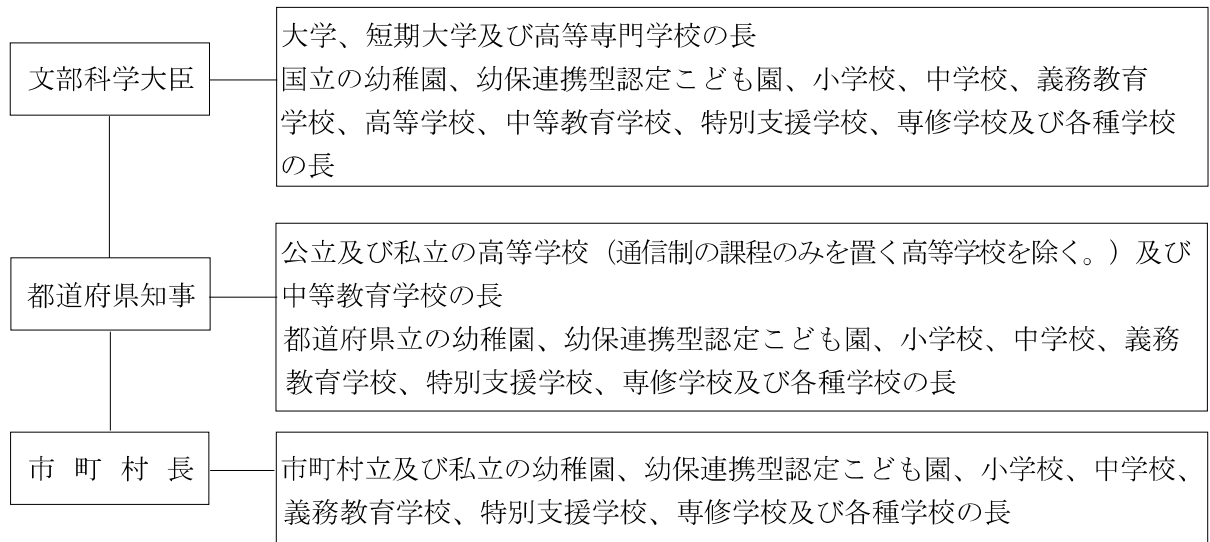 文部科学大臣
大学、短期大学及び高等専門学校の長
国立の幼稚園、幼保連携型認定こども園、小学校、中学校、義務教育
学校、高等学校、中等教育学校、特別支援学校、専修学校及び各種学校
の長
都道府県知事
公立及び私立の高等学校（通信制の課程のみを置く高等学校を除く。）及び
中等教育学校の長
都道府県立の幼稚園、幼保連携型認定こども園、小学校、中学校、義務
教育学校、特別支援学校、専修学校及び各種学校の長
市町村長
市町村立及び私立の幼稚園、幼保連携型認定こども園、小学校、中学校、
義務教育学校、特別支援学校、専修学校及び各種学校の長